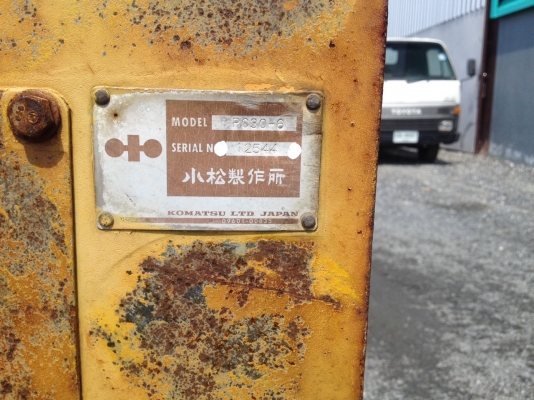 MODEL
SERIAL N 12544
小松製作所
KOMATSU LTD JAPAN
TOYOTA